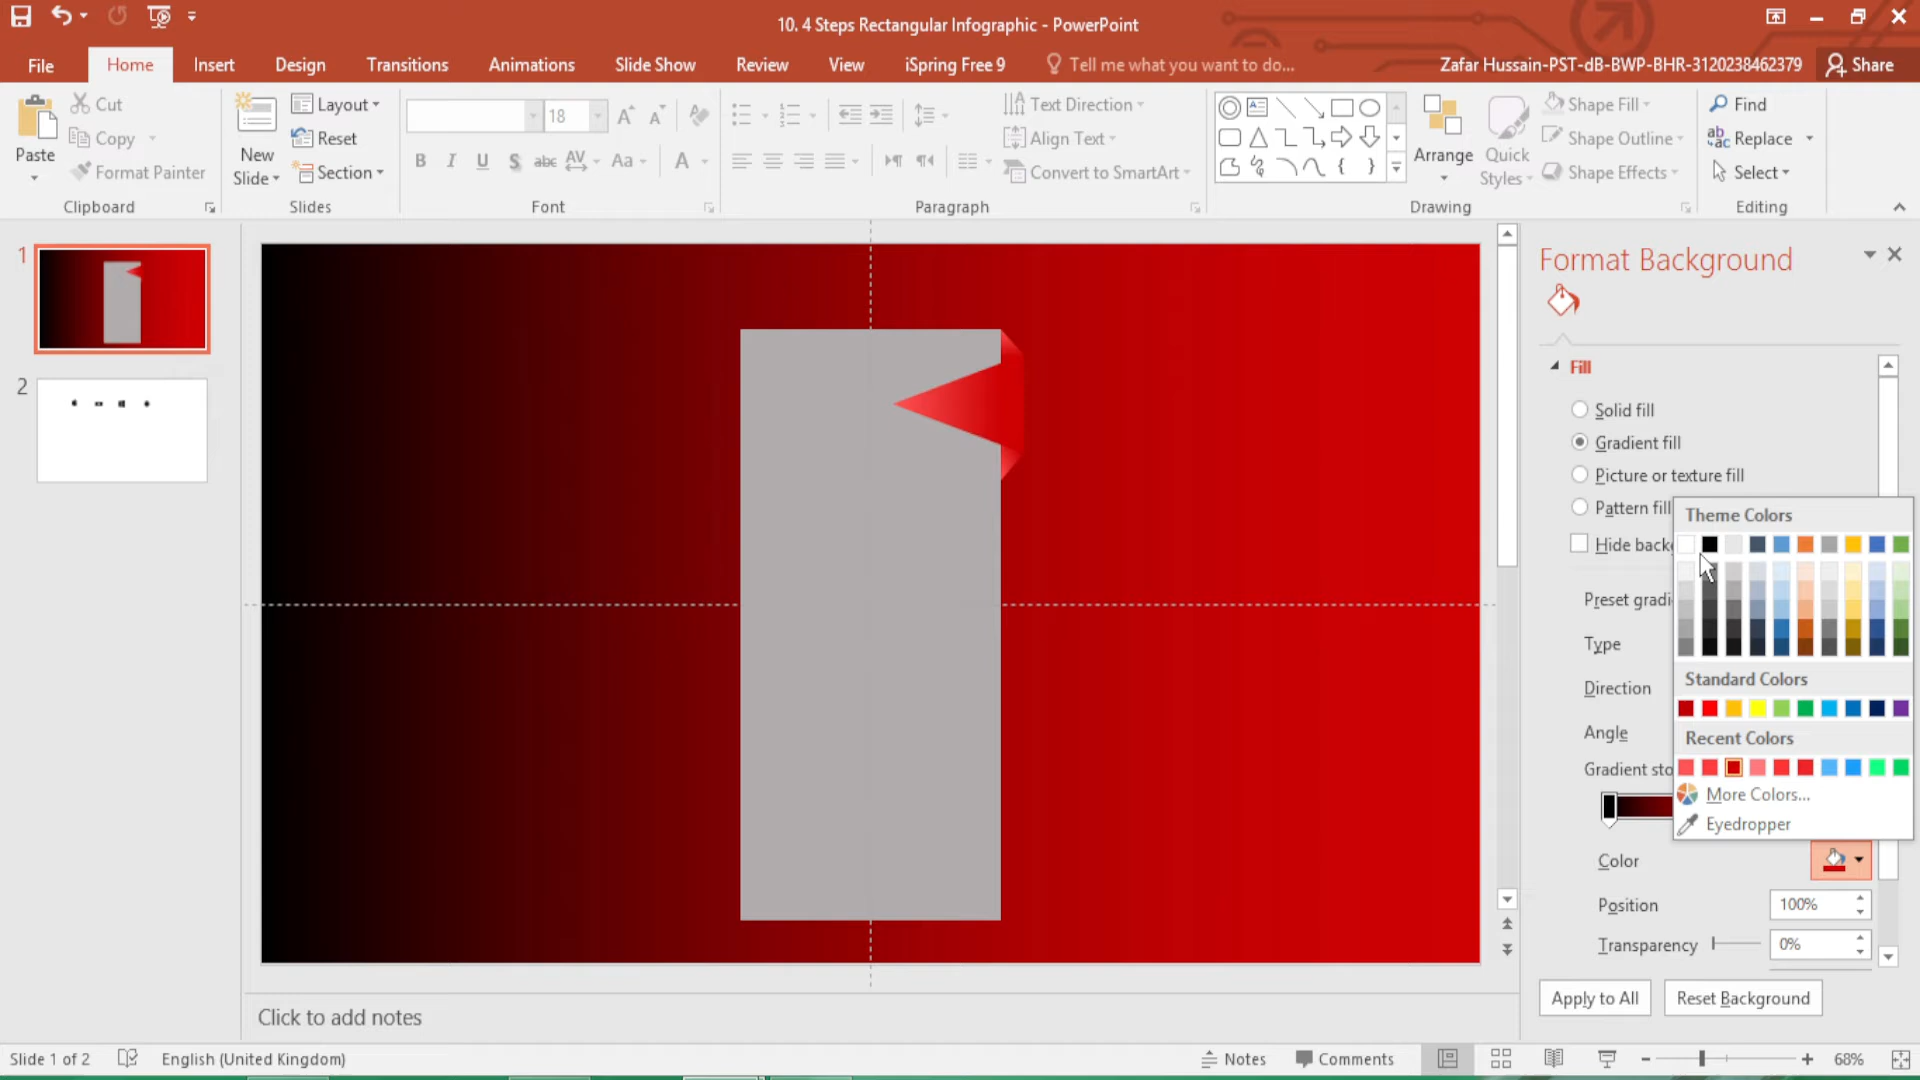 10. 4 Steps Rectangular Infographic - PowerPoint
File
Home
Insert
Design
Transitions
Animations
Slide Show
Review
View
iSpring Free 9
Tell me what you want to do...
Zafar Hussain-PST-dB-BWP-BHR-3120238462379
Share
Paste
Cut
Copy
Format Painter
Clipboard
New
Slide
Layout
Reset
Section
Slides
18
B I U S abc AV Aa A
Font
Text Direction
Align Text
Convert to SmartArt
Paragraph
Arrange
Quick
Styles
Shape Fill
Shape Outline
Shape Effects
Drawing
Find
Replace
Select
Editing
1
2
Format Background
Fill
Solid fill
Gradient fill
Picture or texture fill
Pattern fill
Hide backg
Preset gradi
Type
Direction
Angle
Gradient sto
Theme Colors
Standard Colors
Recent Colors
More Colors...
Eyedropper
Color
Position
100%
Transparency
0%
Apply to All
Reset Background
Click to add notes
Slide 1 of 2
English (United Kingdom)
Notes
Comments
68%